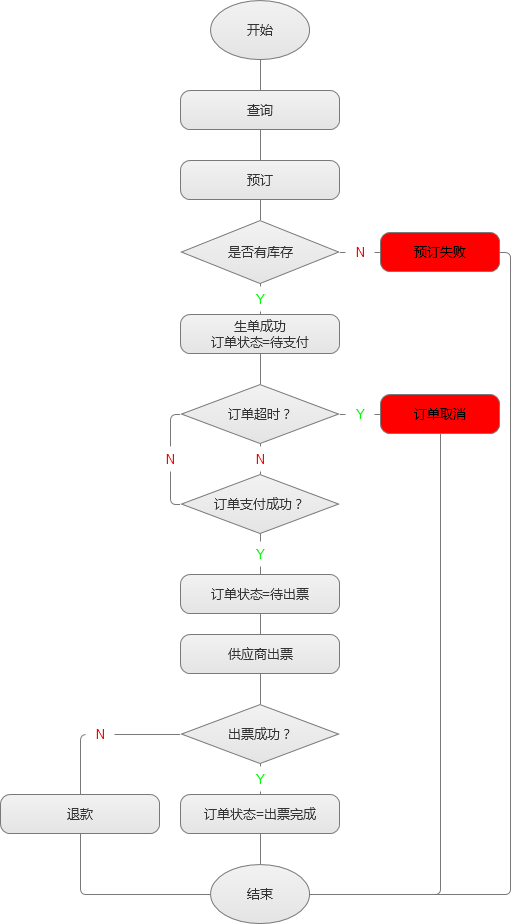 开始
查询
预订
是否有库存
N
预订失败
Y
生单成功
订单状态=待支付
订单超时？
Y
订单取消
N
N
订单支付成功？
Y
订单状态=待出票
供应商出票
出票成功？
N
Y
退款
订单状态=出票完成
结束